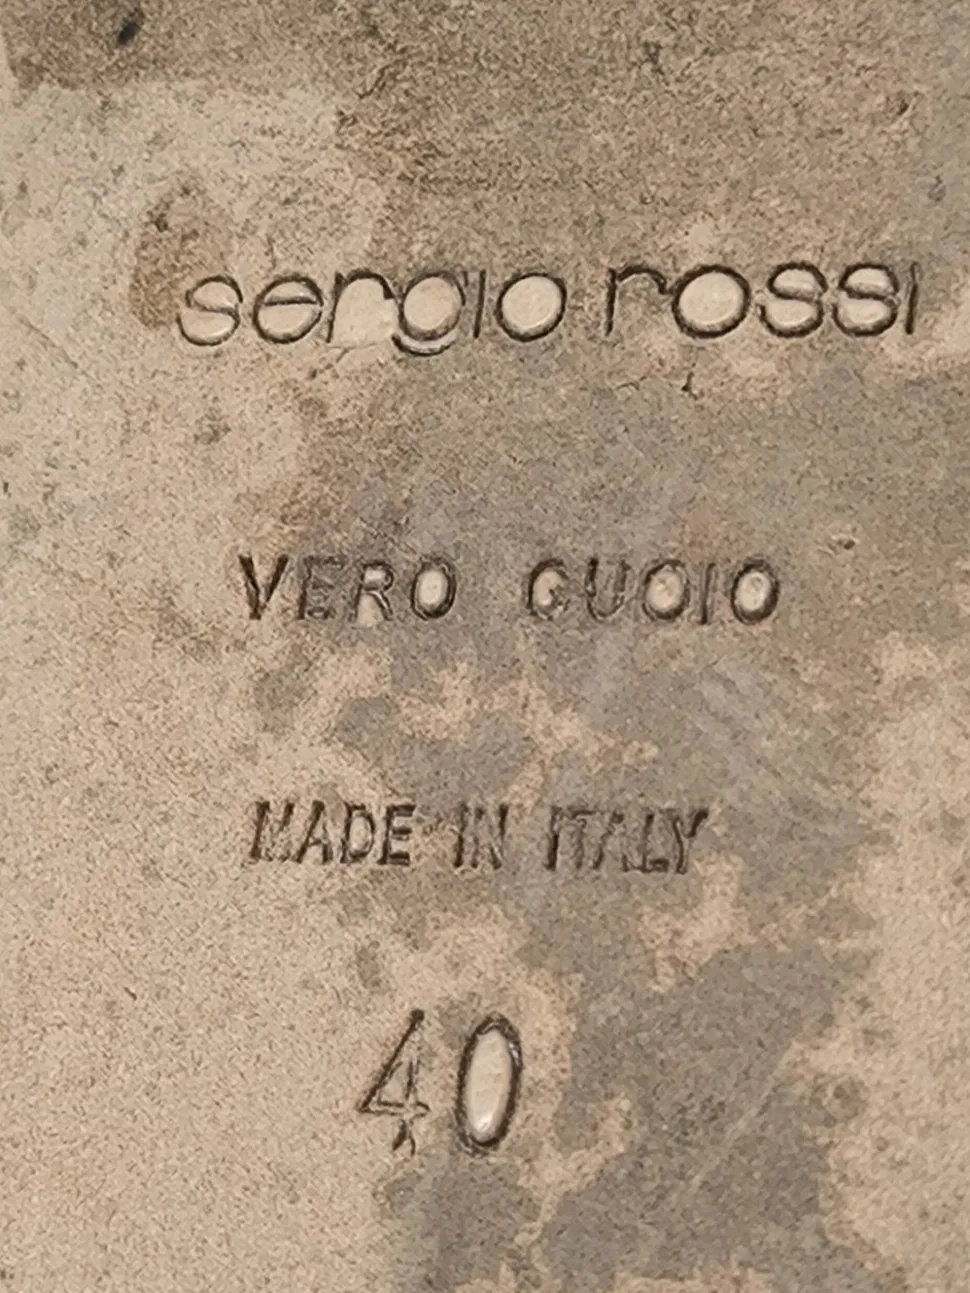 sergio rossi
VERO CUOIO
MADE IN ITALY
40